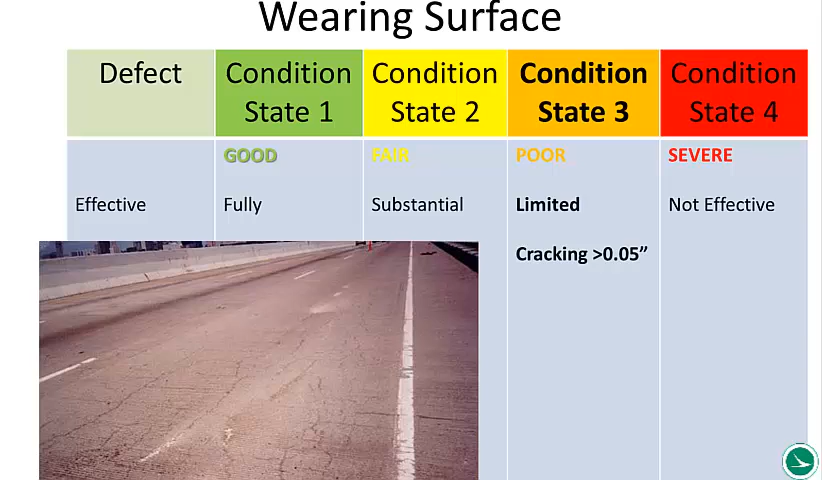 Wearing Surface
Defect
Condition
State 1
Condition
State 2
Condition
State 3
Condition
State 4
GOOD
FAIR
POOR
SEVERE
Effective
Fully
Substantial
Limited
Not Effective
Cracking >0.05”